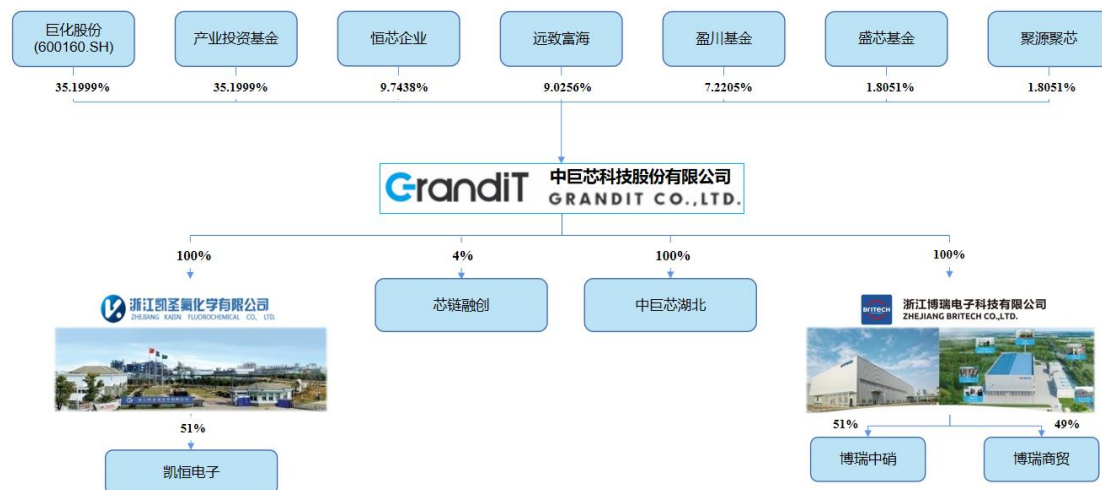 巨化股份
(600160.SH)
产业投资基金
恒芯企业
远致富海
盈川基金
盛芯基金
聚源聚芯
35.1999%
35.1999%
9.7438%
9.0256%
7.2205%
1.8051%
1.8051%
GrandiT
中巨芯科技股份有限公司
GRANDIT CO.,LTD.
100%
4%
100%
100%
浙江凯圣氟化学有限公司
ZHEJIANG KAISN FLUOROCHEMICAL CO., LTD.
芯链融创
中巨芯湖北
BRITECH
浙江博瑞电子科技有限公司
ZHEJIANG BRITECH CO.,LTD.
51%
51%
49%
凯恒电子
博瑞中硝
博瑞商贸